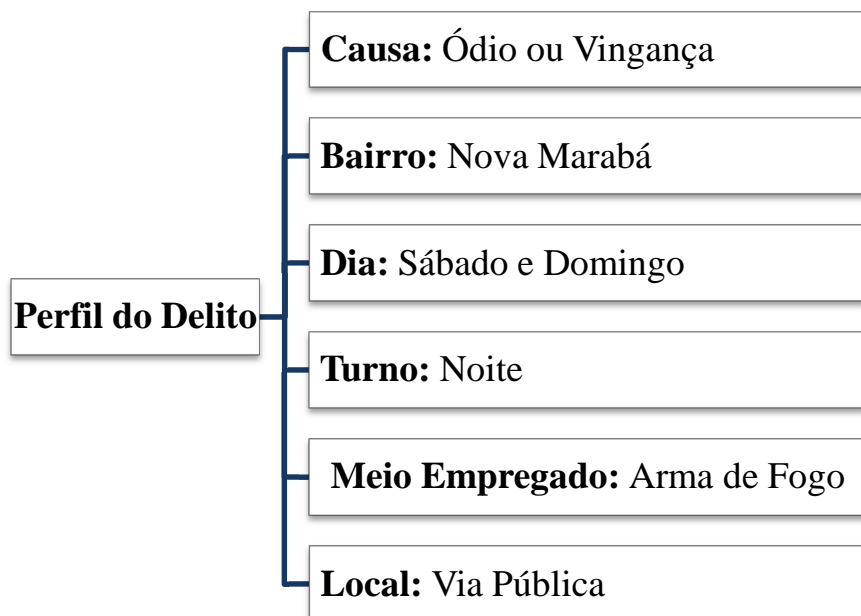 Causa: Ódio ou Vingança
Bairro: Nova Marabá
Dia: Sábado e Domingo
Perfil do Delito
Turno: Noite
Meio Empregado: Arma de Fogo
Local: Via Pública